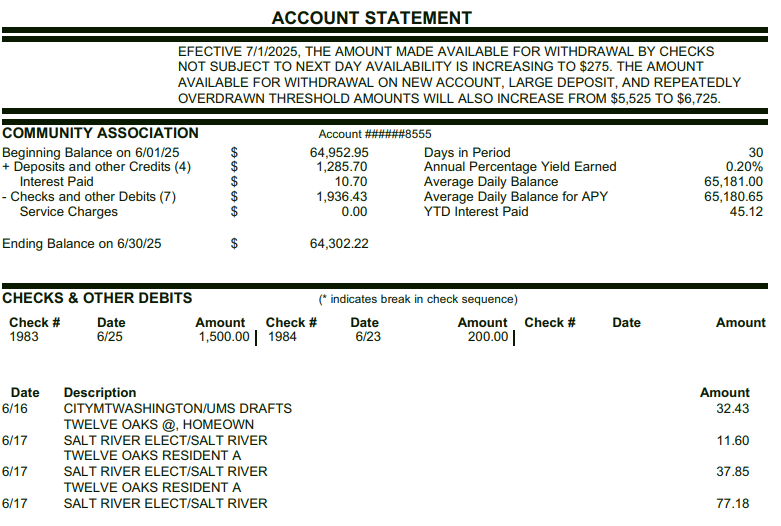 ACCOUNT STATEMENT
EFFECTIVE 7/1/2025, THE AMOUNT MADE AVAILABLE FOR WITHDRAWAL BY CHECKS
NOT SUBJECT TO NEXT DAY AVAILABILITY IS INCREASING TO $275. THE AMOUNT
AVAILABLE FOR WITHDRAWAL ON NEW ACCOUNT, LARGE DEPOSIT, AND REPEATEDLY
OVERDRAWN THRESHOLD AMOUNTS WILL ALSO INCREASE FROM $5,525 TO $6,725.
COMMUNITY ASSOCIATION Account ######8555
Beginning Balance on 6/01/25 $ 64,952.95 Days in Period 30
+ Deposits and other Credits (4) $ 1,285.70 Annual Percentage Yield Earned 0.20%
Interest Paid $ 10.70 Average Daily Balance 65,181.00
- Checks and other Debits (7) $ 1,936.43 Average Daily Balance for APY 65,180.65
Service Charges $ 0.00 YTD Interest Paid 45.12
Ending Balance on 6/30/25 $ 64,302.22
CHECKS & OTHER DEBITS (* indicates break in check sequence)
Check # Date Amount Check # Date Amount Check # Date Amount
1983 6/25 1,500.00 1984 6/23 200.00
Date Description Amount
6/16 CITYMTWASHINGTON/UMS DRAFTS 32.43
TWELVE OAKS @, HOMEOWN
6/17 SALT RIVER ELECT/SALT RIVER 11.60
TWELVE OAKS RESIDENT A
6/17 SALT RIVER ELECT/SALT RIVER 37.85
TWELVE OAKS RESIDENT A
6/17 SALT RIVER ELECT/SALT RIVER 77.18